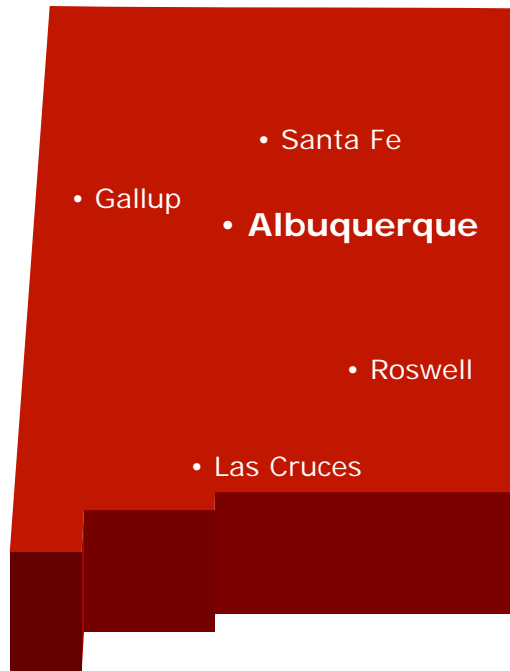 • Santa Fe
• Gallup
• Albuquerque
• Roswell
• Las Cruces